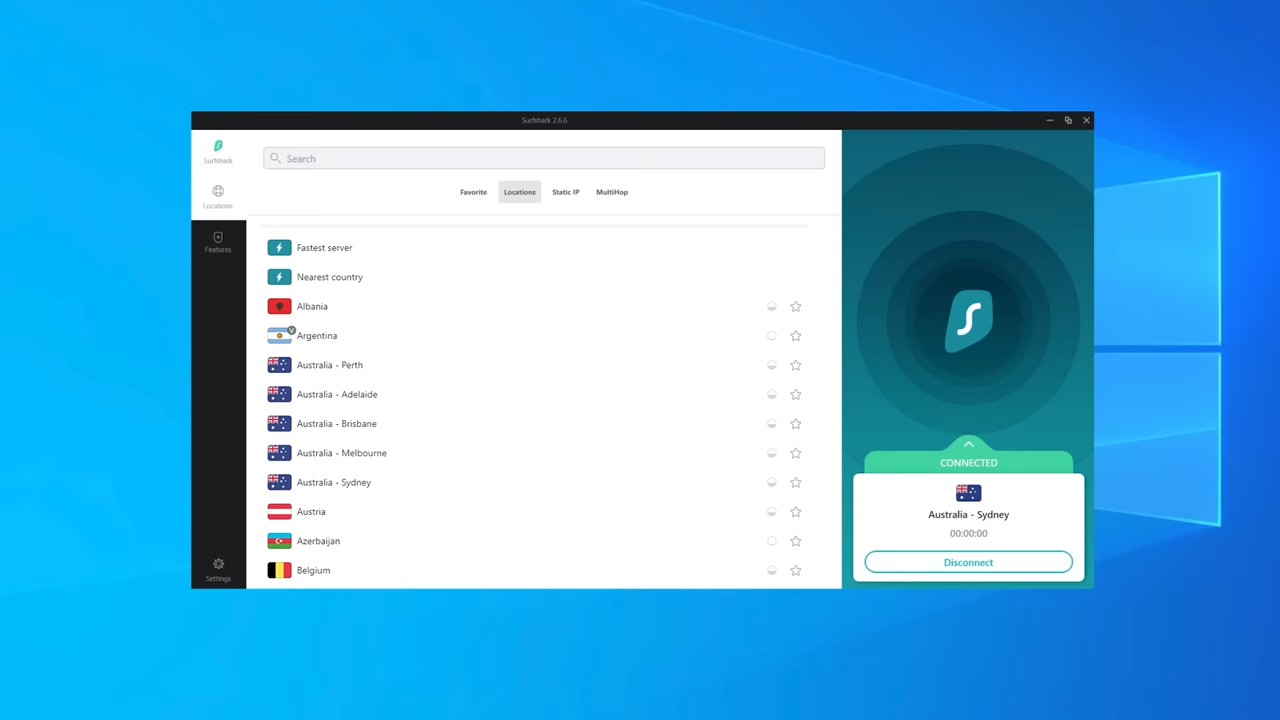 Surfshark 2.6.6
Surfshark
Locations
Features
Settings
Search
Favorite Locations Static IP MultiHop
Fastest server
Nearest country
Albania
V
Argentina
Australia - Perth
Australia - Adelaide
Australia - Brisbane
Australia - Melbourne
Australia - Sydney
Austria
Azerbaijan
Belgium
CONNECTED
Australia - Sydney
00:00:00
Disconnect